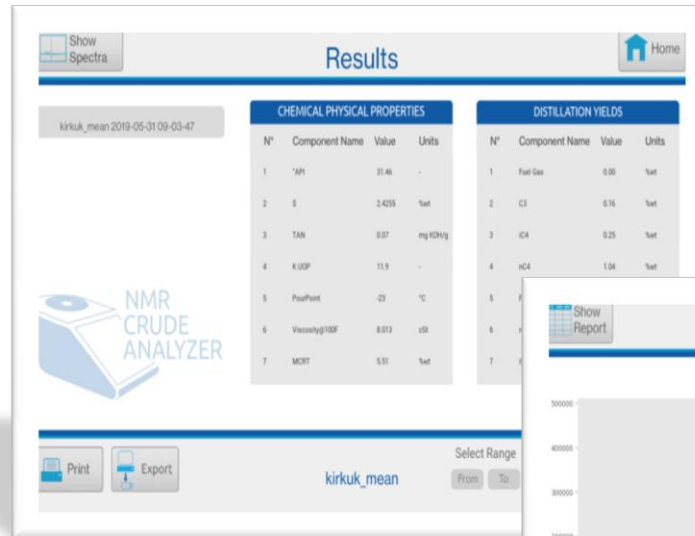 Show
Spectra
Results
Home
kirkuk_mean 2019-05-31 09-03-47
CHEMICAL PHYSICAL PROPERTIES
N° Component Name Value Units
1 °API 31.46 -
2 S 2.4255 %wt
3 TAN 0.07 mg KOH/g
4 K UOP 11.9 -
5 PourPoint -23 °C
6 Viscosity@100F 8.013 cSt
7 MCRT 5.51 %wt
DISTILLATION YIELDS
N° Component Name Value Units
1 Fuel Gas 0.00 %wt
2 C3 0.16 %wt
3 iC4 0.25 %wt
4 nC4 1.04 %wt
5
6
7
NMR
CRUDE
ANALYZER
Print
Export
kirkuk_mean
Select Range
From To
Show
Report
500000
400000
300000